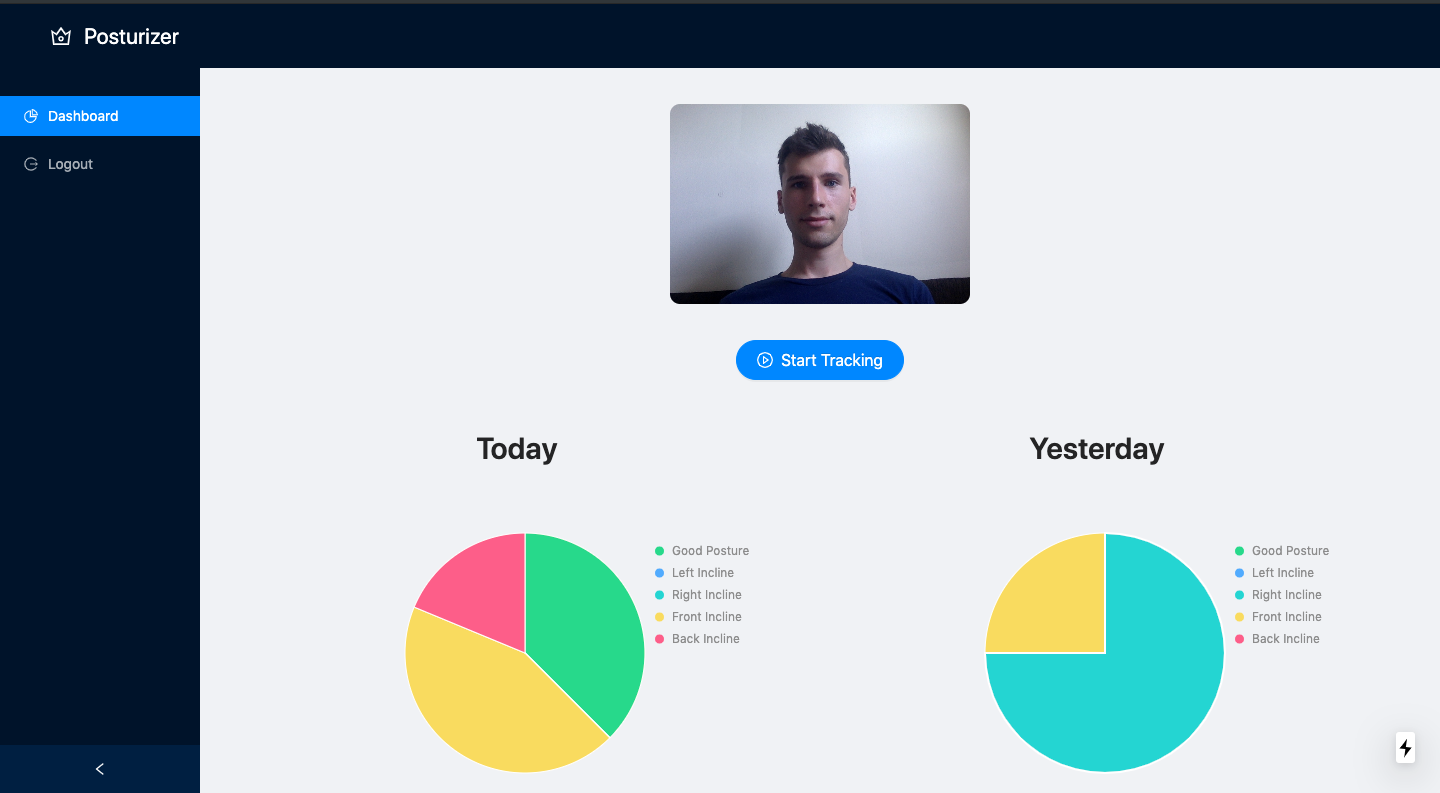 Posturizer
Dashboard
Logout
Start Tracking
Today
Yesterday
Good Posture
Left Incline
Right Incline
Front Incline
Back Incline
Good Posture
Left Incline
Right Incline
Front Incline
Back Incline